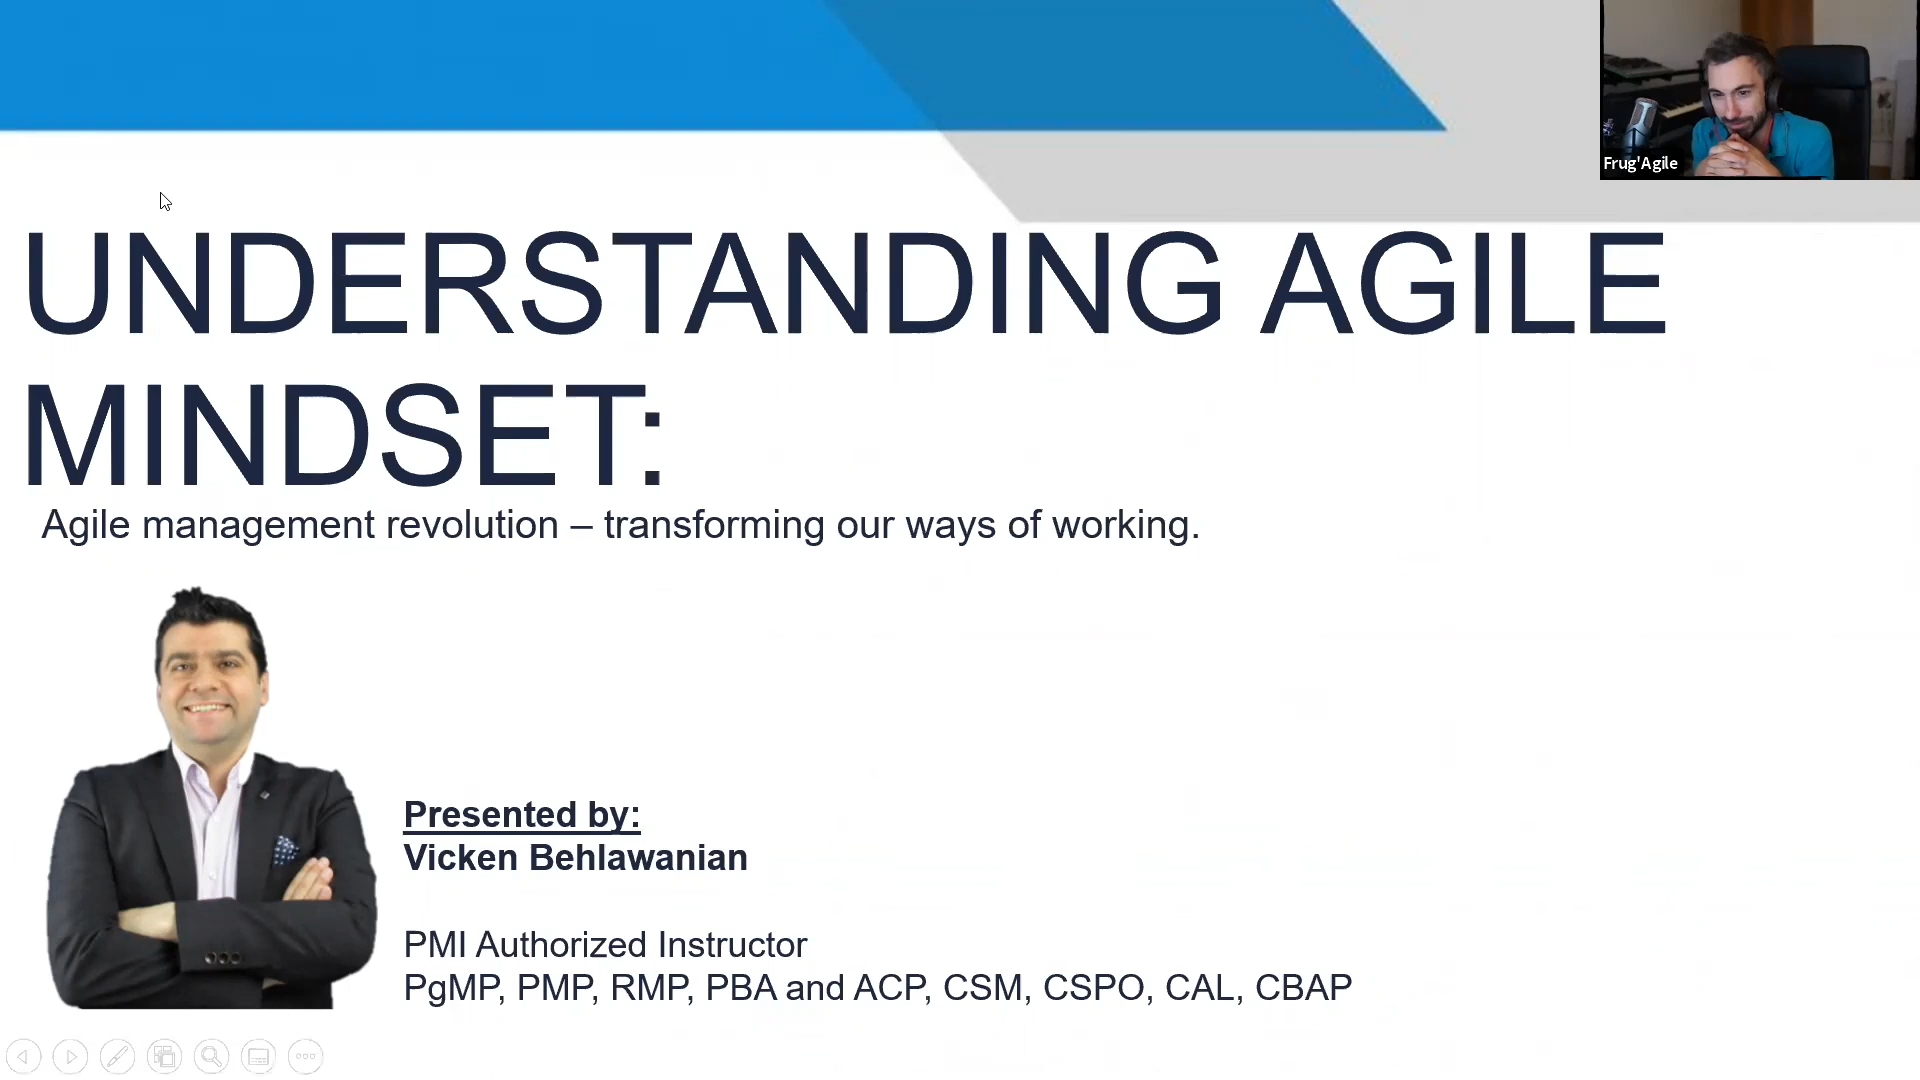 Frug'Agile
UNDERSTANDING AGILE
MINDSET:
Agile management revolution – transforming our ways of working.
Presented by:
Vicken Behlawanian
PMI Authorized Instructor
PgMP, PMP, RMP, PBA and ACP, CSM, CSPO, CAL, CBAP